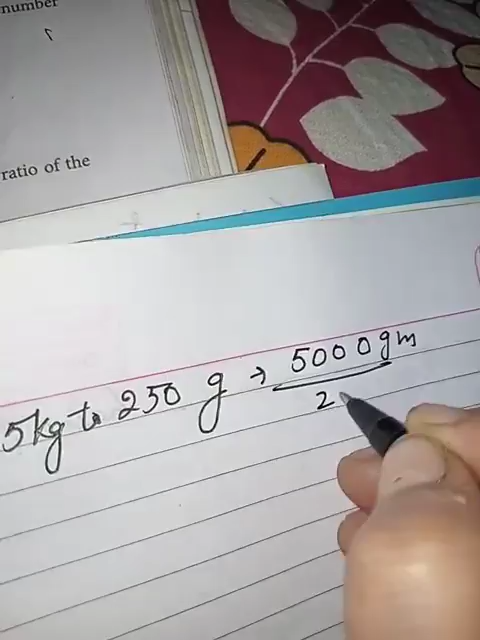 number
?
ratio of the
5kg to 250 g → 5000gm
2